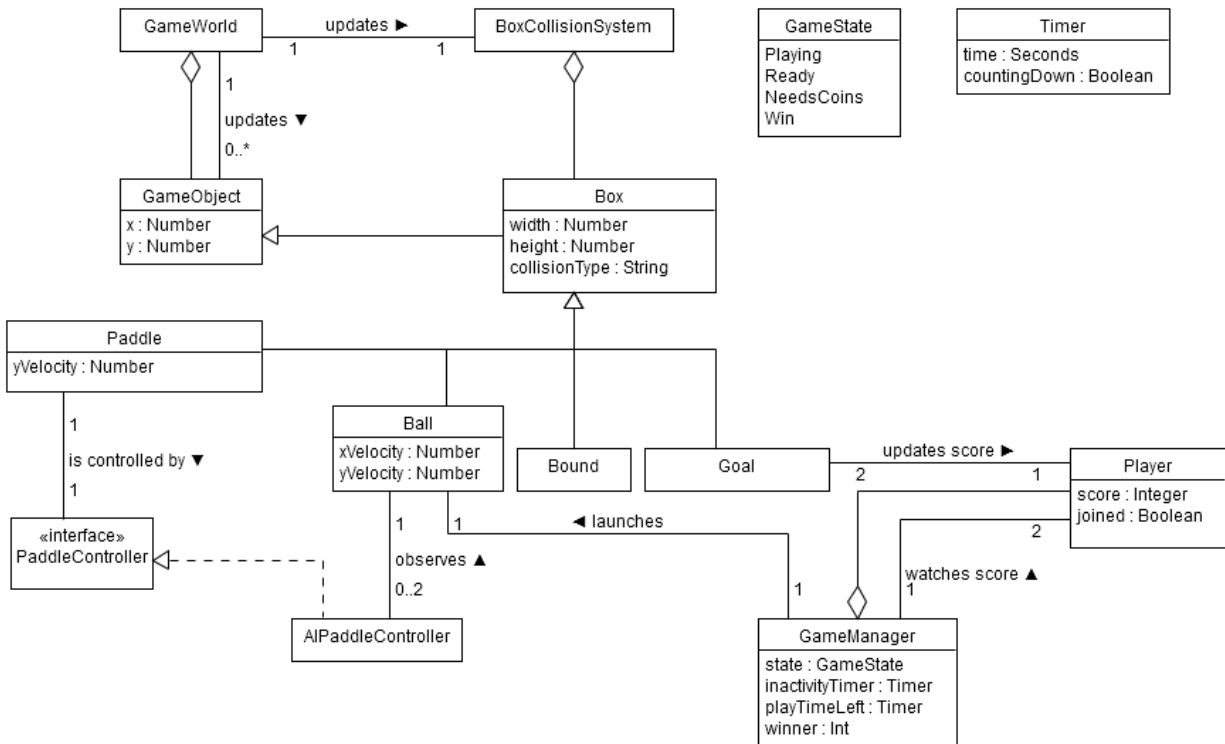 GameWorld
updates ►
1
1
BoxCollisionSystem
GameState
Playing
Ready
NeedsCoins
Win
Timer
time : Seconds
countingDown : Boolean
1
updates ▼
0..*
GameObject
x : Number
y : Number
Box
width : Number
height : Number
collisionType : String
Paddle
yVelocity : Number
1
is controlled by ▼
1
Ball
xVelocity : Number
yVelocity : Number
Bound
Goal
updates score ►
2
1
Player
score : Integer
joined : Boolean
«interface»
PaddleController
1
observes ▲
0..2
1
◄ launches
1
2
watches score ▲
1
AIPaddleController
GameManager
state : GameState
inactivityTimer : Timer
playTimeLeft : Timer
winner : Int